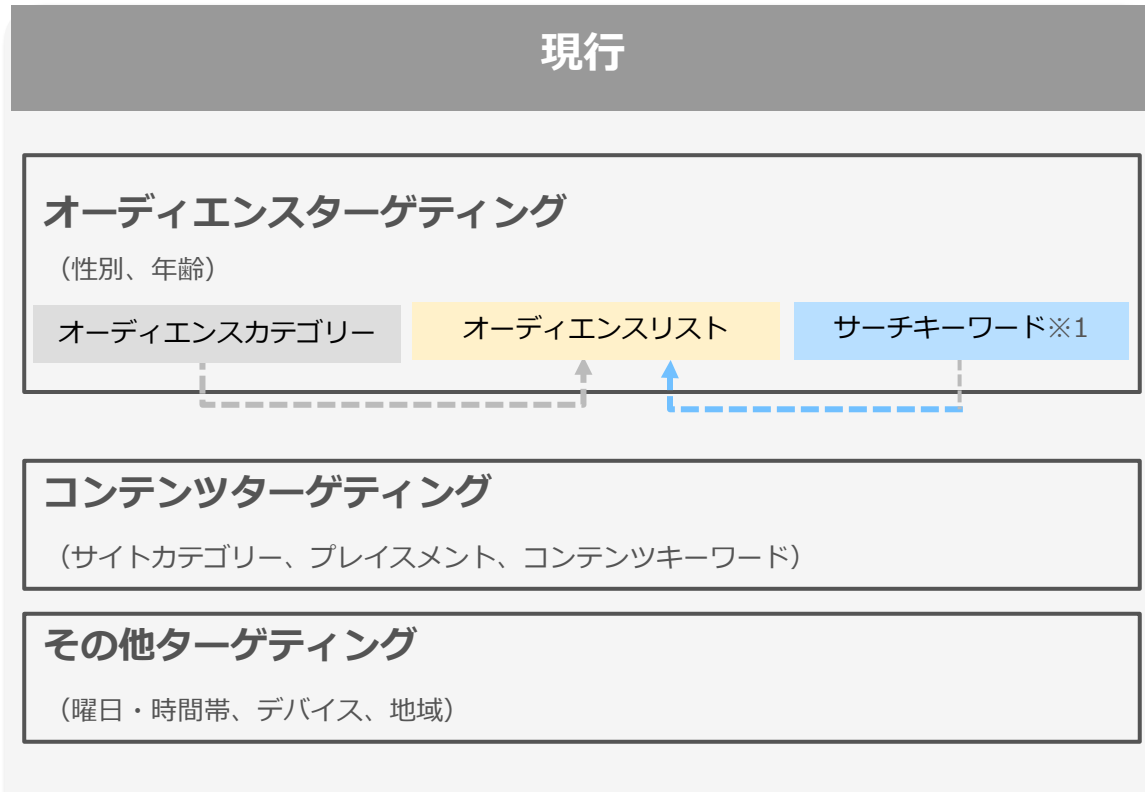 現行
オーディエンスターゲティング
（性別、年齢）
オーディエンスカテゴリー
オーディエンスリスト
サーチキーワード※1
コンテンツターゲティング
（サイトカテゴリー、プレイスメント、コンテンツキーワード）
その他ターゲティング
（曜日・時間帯、デバイス、地域）